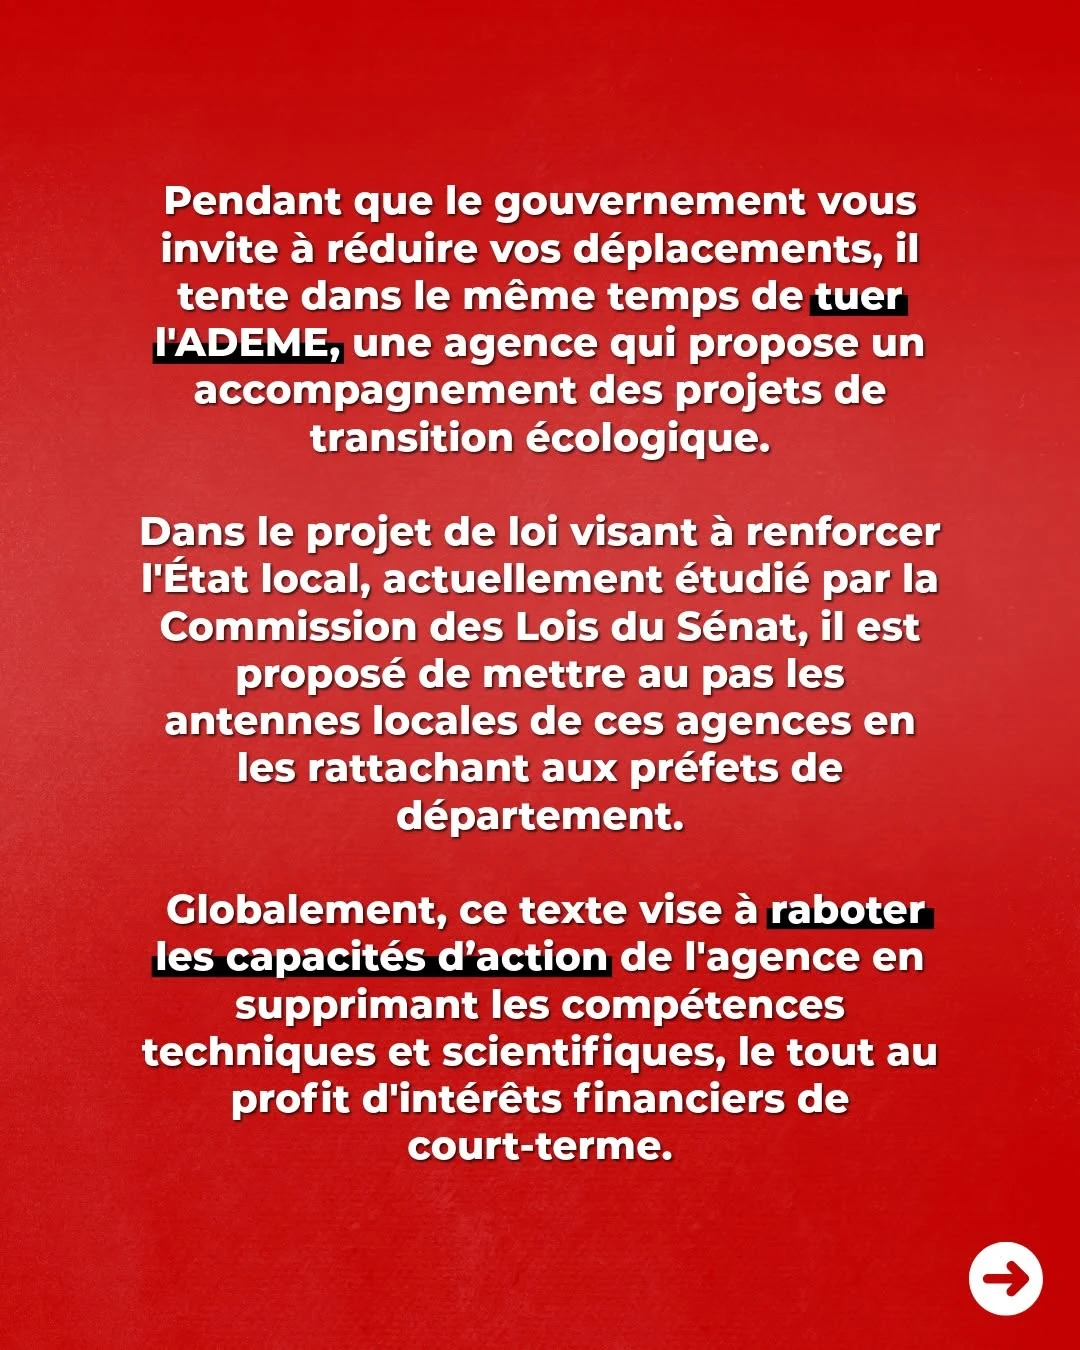 Pendant que le gouvernement vous
invite à réduire vos déplacements, il
tente dans le même temps de tuer
l'ADEME, une agence qui propose un
accompagnement des projets de
transition écologique.
Dans le projet de loi visant à renforcer
l'État local, actuellement étudié par la
Commission des Lois du Sénat, il est
proposé de mettre au pas les
antennes locales de ces agences en
les rattachant aux préfets de
département.
Globalement, ce texte vise à raboter
les capacités d’action de l'agence en
supprimant les compétences
techniques et scientifiques, le tout au
profit d'intérêts financiers de
court-terme.